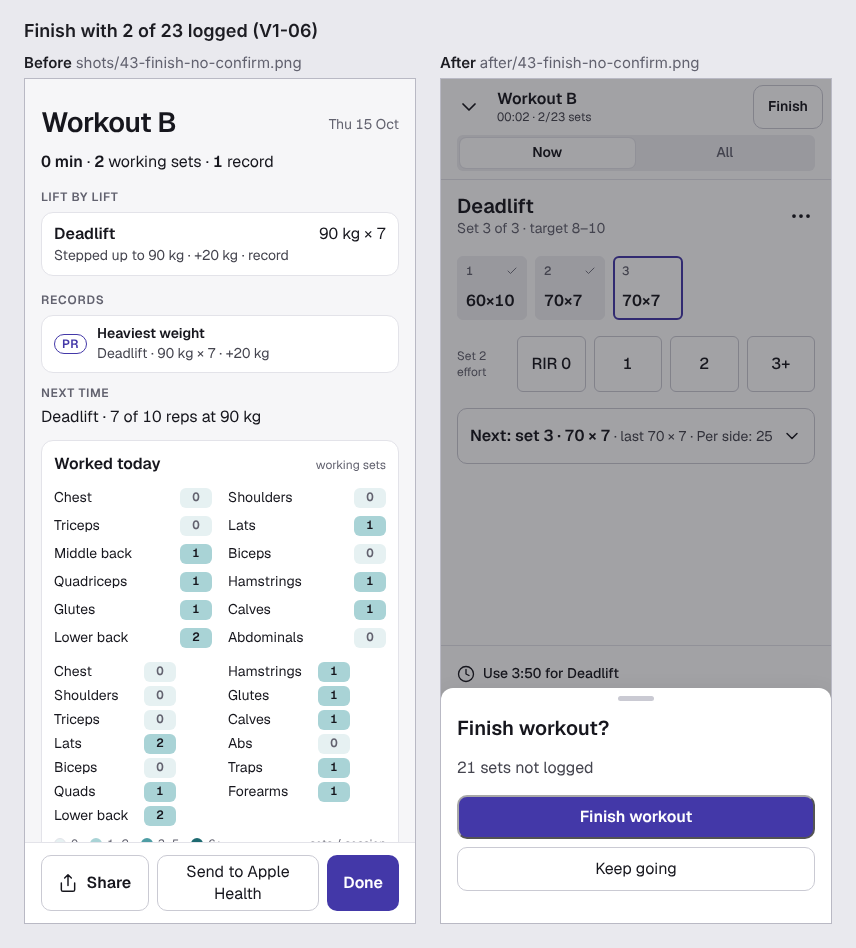 Finish with 2 of 23 logged (V1-06)
Before shots/43-finish-no-confirm.png
Workout B
Thu 15 Oct
0 min · 2 working sets · 1 record
LIFT BY LIFT
Deadlift 90 kg × 7
Stepped up to 90 kg · +20 kg · record
RECORDS
PR
Heaviest weight
Deadlift · 90 kg × 7 · +20 kg
NEXT TIME
Deadlift · 7 of 10 reps at 90 kg
Worked today working sets
Chest 0 Shoulders 0
Triceps 0 Lats 1
Middle back 1 Biceps 0
Quadriceps 1 Hamstrings 1
Glutes 1 Calves 1
Lower back 2 Abdominals 0
Chest 0 Hamstrings 1
Shoulders 0 Glutes 1
Triceps 0 Calves 1
Lats 2 Abs 0
Biceps 0 Traps 1
Quads 1 Forearms 1
Lower back 2
Share
Send to Apple
Health
Done
After after/43-finish-no-confirm.png
Workout B
00:02 · 2/23 sets
Finish
Now All
Deadlift
Set 3 of 3 · target 8–10
1 2 3
60×10 70×7 70×7
Set 2
effort
RIR 0 1 2 3+
Next: set 3 · 70 × 7 · last 70 × 7 · Per side: 25
Use 3:50 for Deadlift
Finish workout?
21 sets not logged
Finish workout
Keep going